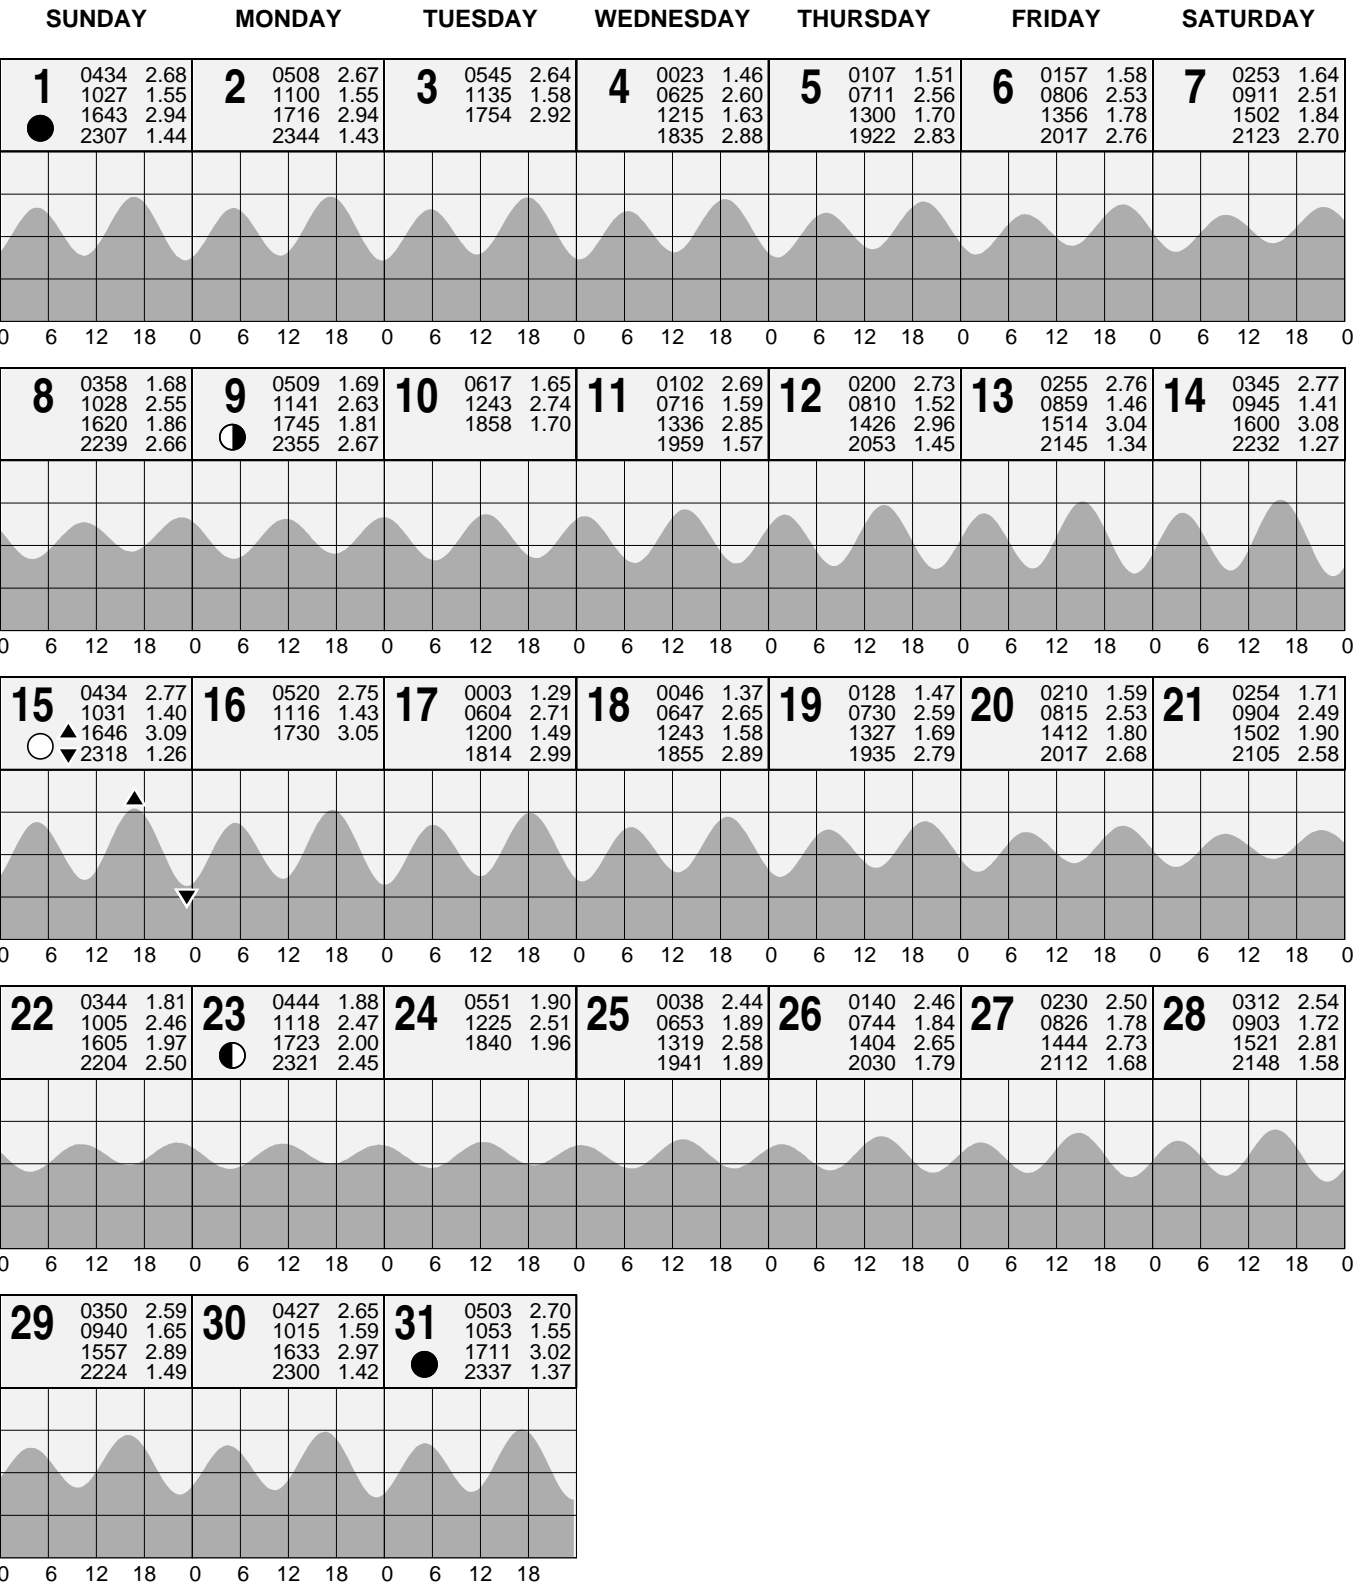 SUNDAY MONDAY TUESDAY WEDNESDAY THURSDAY FRIDAY SATURDAY
1 0434 2.68
1027 1.55
1643 2.94
2307 1.44
2 0508 2.67
1100 1.55
1716 2.94
2344 1.43
3 0545 2.64
1135 1.58
1754 2.92
4 0023 1.46
0625 2.60
1215 1.63
1835 2.88
5 0107 1.51
0711 2.56
1300 1.70
1922 2.83
6 0157 1.58
0806 2.53
1356 1.78
2017 2.76
7 0253 1.64
0911 2.51
1502 1.84
2123 2.70
0 6 12 18 0 6 12 18 0 6 12 18 0 6 12 18 0 6 12 18 0 6 12 18 0 6 12 18 0
8 0358 1.68
1028 2.55
1620 1.86
2239 2.66
9 0509 1.69
1141 2.63
1745 1.81
2355 2.67
10 0617 1.65
1243 2.74
1858 1.70
11 0102 2.69
0716 1.59
1336 2.85
1959 1.57
12 0200 2.73
0810 1.52
1426 2.96
2053 1.45
13 0255 2.76
0859 1.46
1514 3.04
2145 1.34
14 0345 2.77
0945 1.41
1600 3.08
2232 1.27
0 6 12 18 0 6 12 18 0 6 12 18 0 6 12 18 0 6 12 18 0 6 12 18 0 6 12 18 0
15 0434 2.77
1031 1.40
1646 3.09
2318 1.26
16 0520 2.75
1116 1.43
1730 3.05
17 0003 1.29
0604 2.71
1200 1.49
1814 2.99
18 0046 1.37
0647 2.65
1243 1.58
1855 2.89
19 0128 1.47
0730 2.59
1327 1.69
1935 2.79
20 0210 1.59
0815 2.53
1412 1.80
2017 2.68
21 0254 1.71
0904 2.49
1502 1.90
2105 2.58
0 6 12 18 0 6 12 18 0 6 12 18 0 6 12 18 0 6 12 18 0 6 12 18 0 6 12 18 0
22 0344 1.81
1005 2.46
1605 1.97
2204 2.50
23 0444 1.88
1118 2.47
1723 2.00
2321 2.45
24 0551 1.90
1225 2.51
1840 1.96
25 0038 2.44
0653 1.89
1319 2.58
1941 1.89
26 0140 2.46
0744 1.84
1404 2.65
2030 1.79
27 0230 2.50
0826 1.78
1444 2.73
2112 1.68
28 0312 2.54
0903 1.72
1521 2.81
2148 1.58
0 6 12 18 0 6 12 18 0 6 12 18 0 6 12 18 0 6 12 18 0 6 12 18 0 6 12 18 0
29 0350 2.59
0940 1.65
1557 2.89
2224 1.49
30 0427 2.65
1015 1.59
1633 2.97
2300 1.42
31 0503 2.70
1053 1.55
1711 3.02
2337 1.37
0 6 12 18 0 6 12 18 0 6 12 18